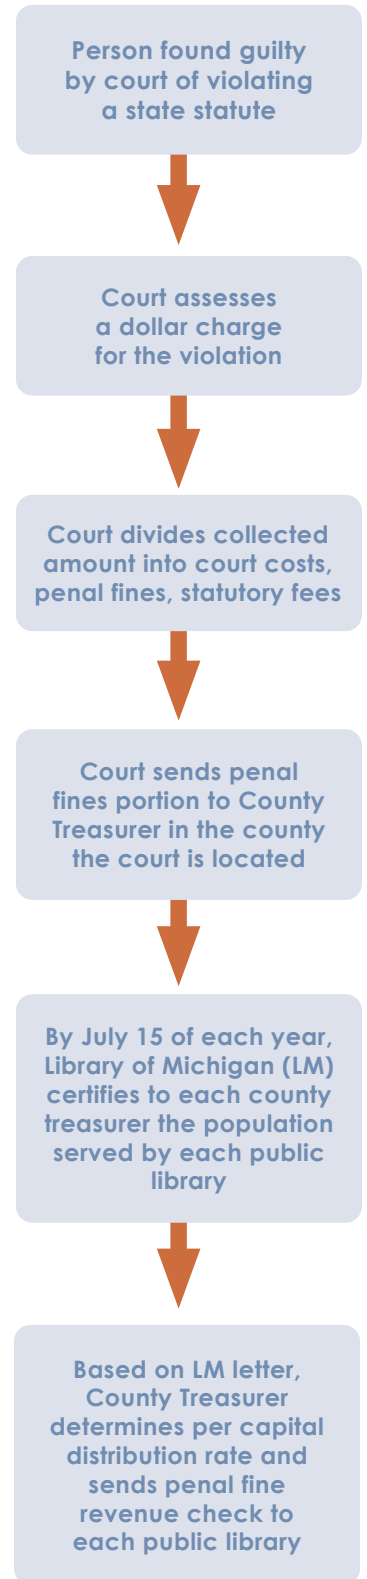 Person found guilty
by court of violating
a state statute
Court assesses
a dollar charge
for the violation
Court divides collected
amount into court costs,
penal fines, statutory fees
Court sends penal
fines portion to County
Treasurer in the county
the court is located
By July 15 of each year,
Library of Michigan (LM)
certifies to each county
treasurer the population
served by each public
library
Based on LM letter,
County Treasurer
determines per capital
distribution rate and
sends penal fine
revenue check to
each public library